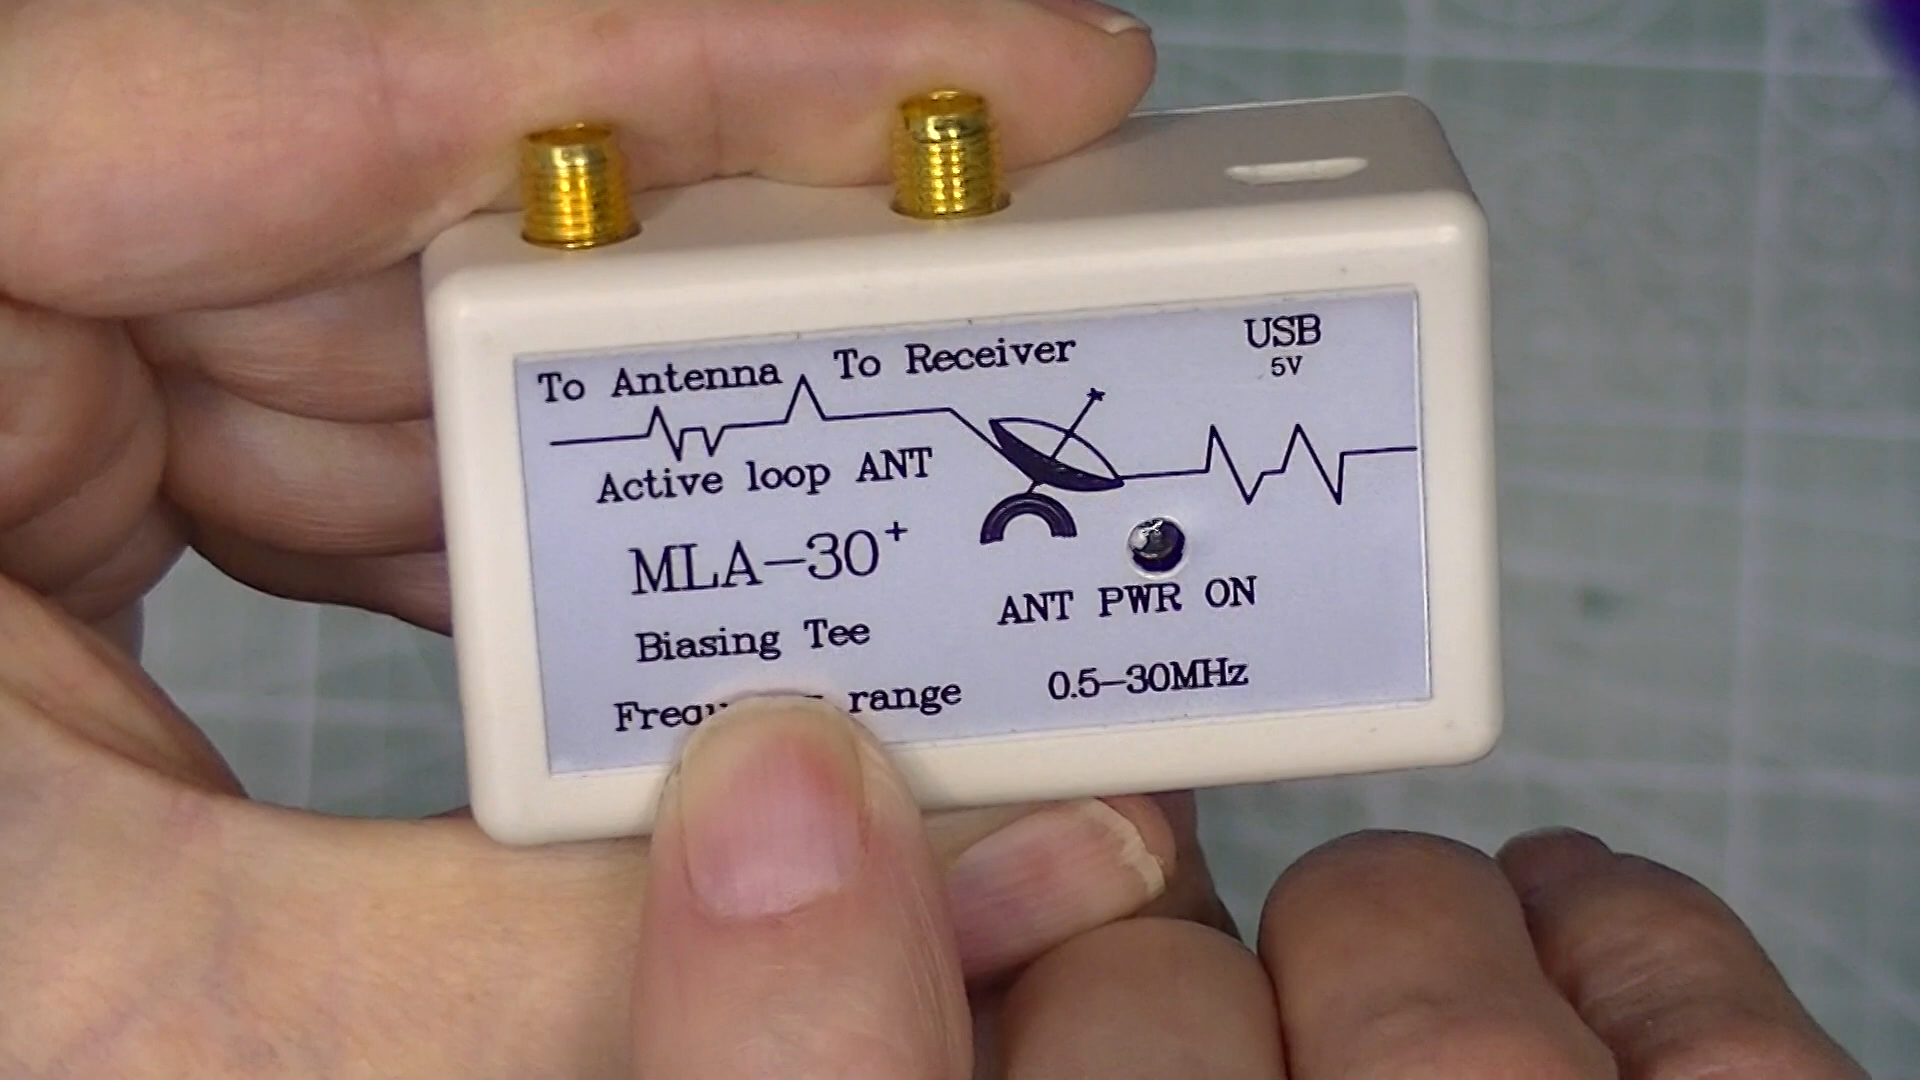 To Antenna To Receiver USB
5V
Active loop ANT
MLA-30+
ANT PWR ON
Biasing Tee
range 0.5-30MHz